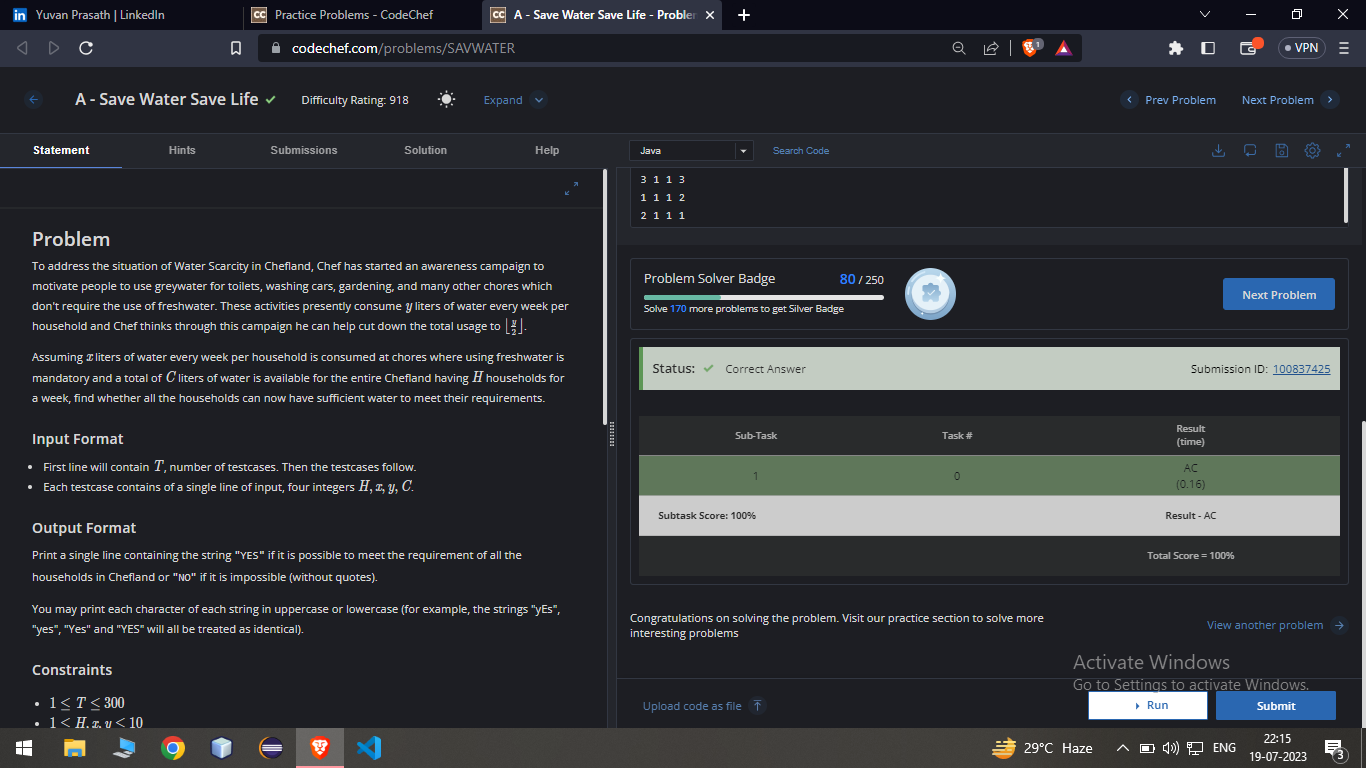 Yuvan Prasath | LinkedIn
Practice Problems - CodeChef
A - Save Water Save Life - Problem
codechef.com/problems/SAVWATER
1
VPN
A - Save Water Save Life
Difficulty Rating: 918
Expand
Prev Problem
Next Problem
Statement
Hints
Submissions
Solution
Help
Java
Search Code
Problem
To address the situation of Water Scarcity in Chefland, Chef has started an awareness campaign to
motivate people to use greywater for toilets, washing cars, gardening, and many other chores which
don't require the use of freshwater. These activities presently consume y liters of water every week per
household and Chef thinks through this campaign he can help cut down the total usage to ⌊y/2⌋.
Assuming x liters of water every week per household is consumed at chores where using freshwater is
mandatory and a total of C liters of water is available for the entire Chefland having H households for
a week, find whether all the households can now have sufficient water to meet their requirements.
Input Format
• First line will contain T, number of testcases. Then the testcases follow.
• Each testcase contains of a single line of input, four integers H, x, y, C.
Output Format
Print a single line containing the string "YES" if it is possible to meet the requirement of all the
households in Chefland or "NO" if it is impossible (without quotes).
You may print each character of each string in uppercase or lowercase (for example, the strings "yEs",
"yes", "Yes" and "YES" will all be treated as identical).
Constraints
• 1 ≤ T ≤ 300
• 1 ≤ H, x, y ≤ 10
3 1 1 3
1 1 1 2
2 1 1 1
Problem Solver Badge
80 / 250
Solve 170 more problems to get Silver Badge
Next Problem
Status: Correct Answer
Submission ID: 100837425
Sub-Task
Task #
Result
(time)
1
0
AC
(0.16)
Subtask Score: 100%
Result - AC
Total Score = 100%
Congratulations on solving the problem. Visit our practice section to solve more
interesting problems
View another problem
Activate Windows
Go to Settings to activate Windows.
Upload code as file
Run
Submit
29°C Haze
ENG
22:15
19-07-2023
3